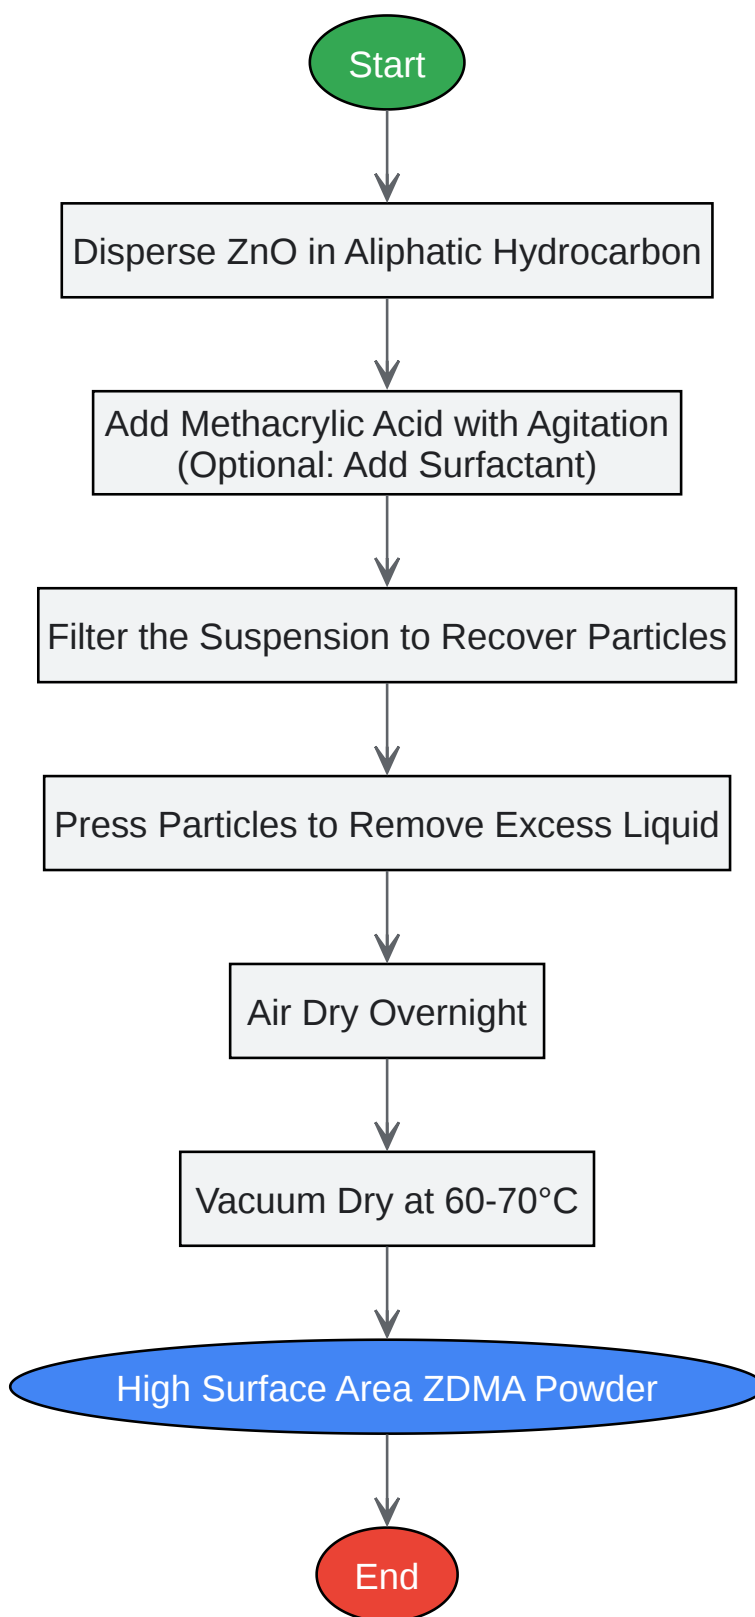 Start
Disperse ZnO in Aliphatic Hydrocarbon
Add Methacrylic Acid with Agitation
(Optional: Add Surfactant)
Filter the Suspension to Recover Particles
Press Particles to Remove Excess Liquid
Air Dry Overnight
Vacuum Dry at 60-70°C
High Surface Area ZDMA Powder
End